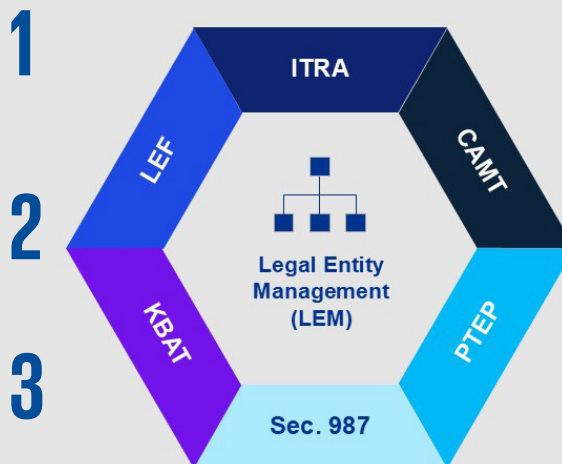 1
ITRA
LEF
CAMT
2
Legal Entity
Management
(LEM)
KBAT
PTEP
3
Sec. 987